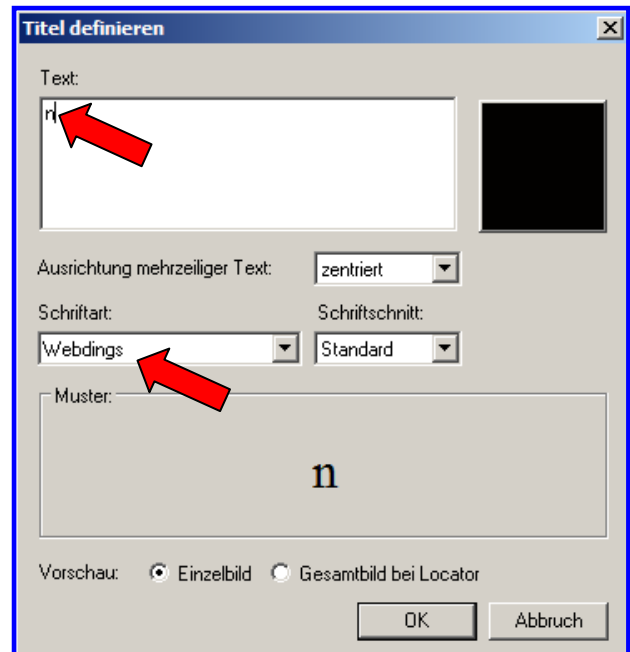 Titel definieren
Text:
n
Ausrichtung mehrzeiliger Text: zentriert
Schriftart: Schriftschnitt:
Webdings Standard
Muster:
n
Vorschau: Einzelbild Gesamtbild bei Locator
OK Abbruch